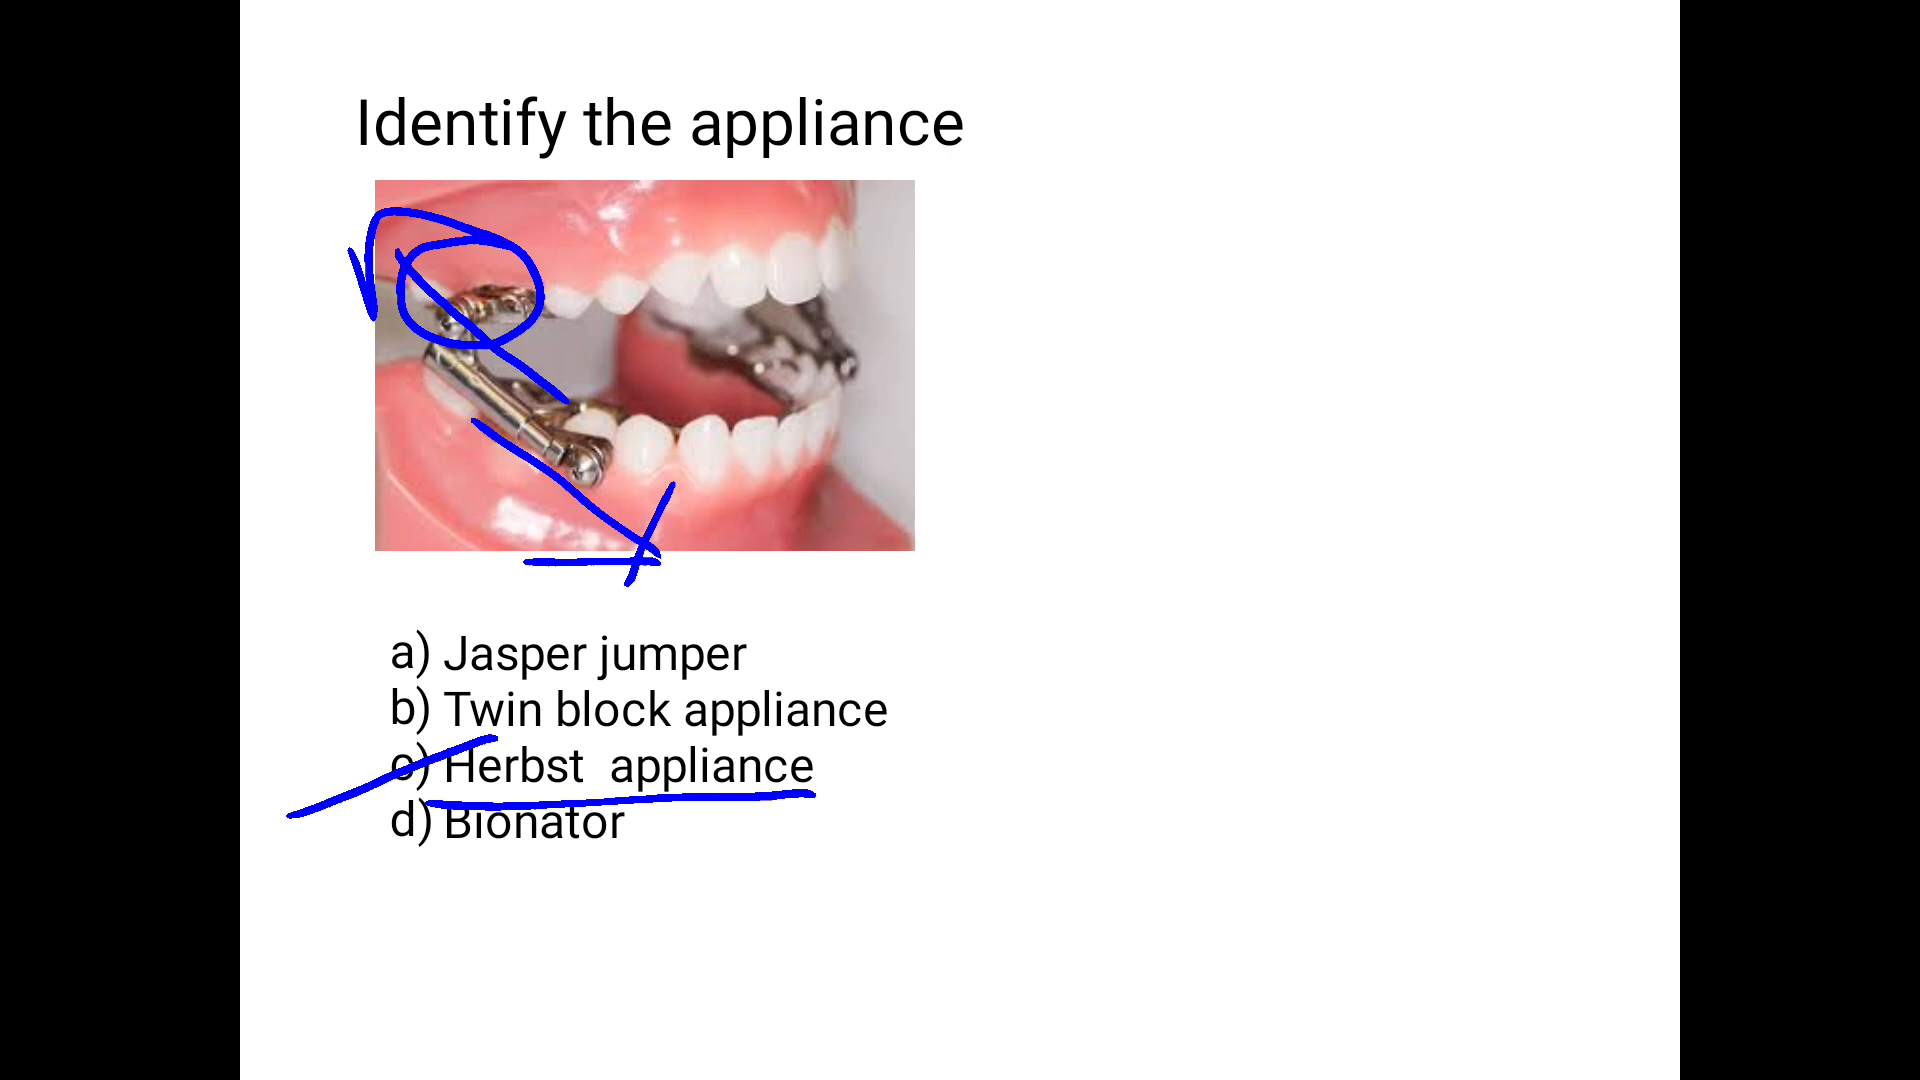 Identify the appliance
a) Jasper jumper
b) Twin block appliance
c) Herbst appliance
d) Bionator